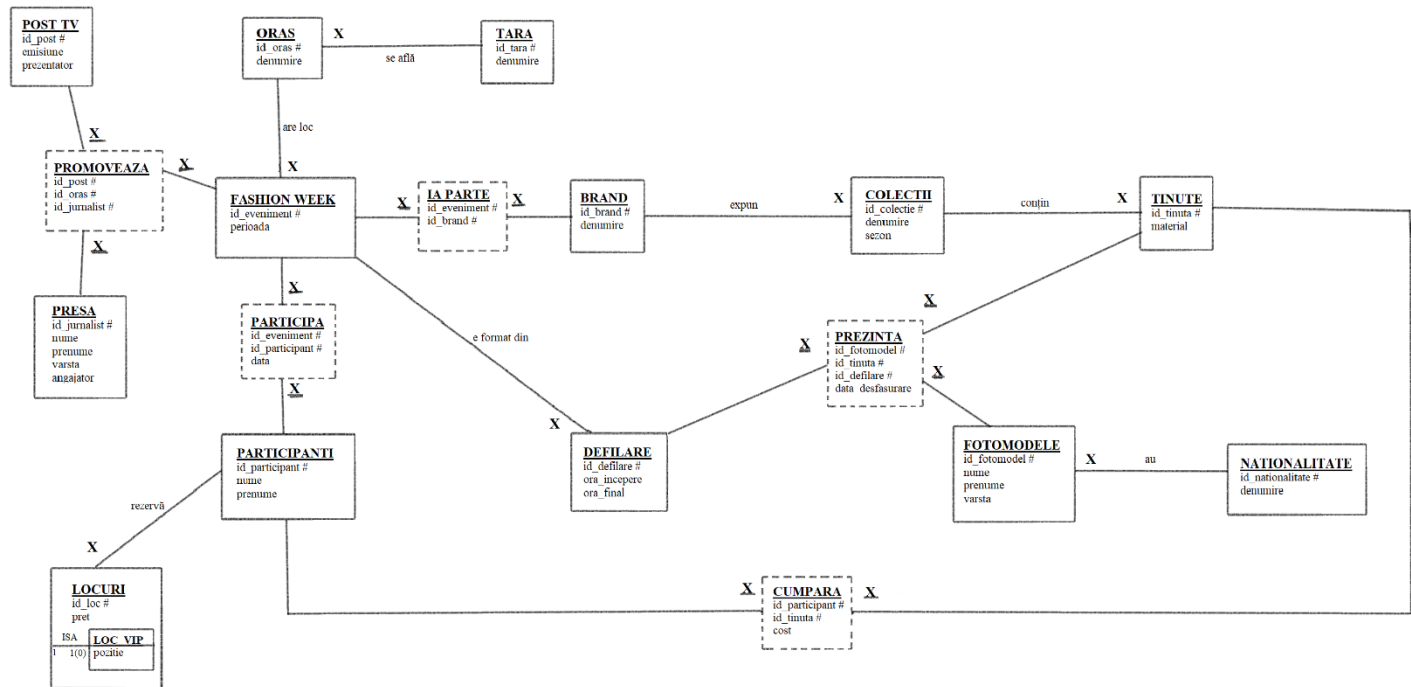 POST TV
id_post #
emisiune
prezentator
ORAS
id_oras #
denumire
X
se află
TARA
id_tara #
denumire
are loc
X
X
X
PROMOVEAZA
id_post #
id_oras #
id_jurnalist #
X
X
FASHION WEEK
id_eveniment #
perioada
X
IA PARTE
id_eveniment #
id_brand #
X
BRAND
id_brand #
denumire
expun
X
COLECTII
id_colectie #
denumire
sezon
conțin
X
TINUTE
id_tinuta #
material
PRESA
id_jurnalist #
nume
prenume
varsta
angajator
X
PARTICIPA
id_eveniment #
id_participant #
data
X
e format din
X
X
X
PREZINTA
id_fotomodel #
id_tinuta #
id_defilare #
data_desfasurare
X
X
PARTICIPANTI
id_participant #
nume
prenume
DEFILARE
id_defilare #
ora_incepere
ora_final
FOTOMODELE
id_fotomodel #
nume
prenume
varsta
X
au
NATIONALITATE
id_nationalitate #
denumire
rezervă
X
LOCURI
id_loc #
pret
ISA
1
1(0)
LOC_VIP
pozitie
X
CUMPARA
id_participant #
id_tinuta #
cost
X